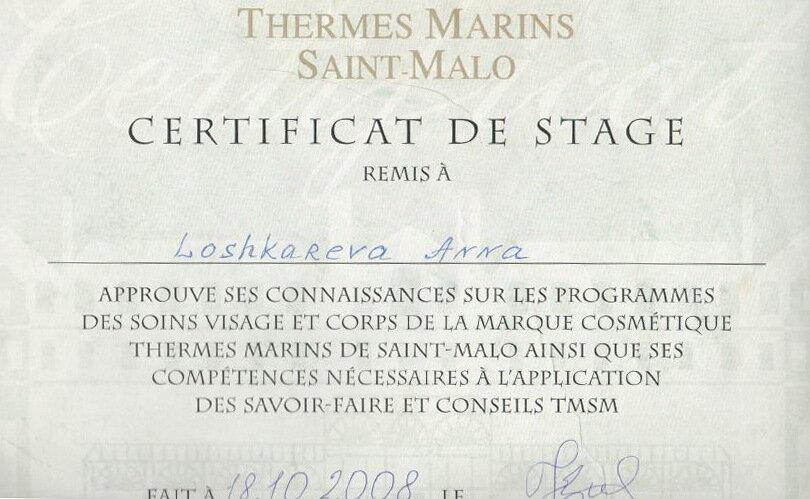 THERMES MARINS
SAINT-MALO
CERTIFICAT DE STAGE
REMIS À
Loshkareva Anna
APPROUVE SES CONNAISSANCES SUR LES PROGRAMMES
DES SOINS VISAGE ET CORPS DE LA MARQUE COSMÉTIQUE
THERMES MARINS DE SAINT-MALO AINSI QUE SES
COMPÉTENCES NÉCESSAIRES À L'APPLICATION
DES SAVOIR-FAIRE ET CONSEILS TMSM
FAIT À 18.10 2008 LE